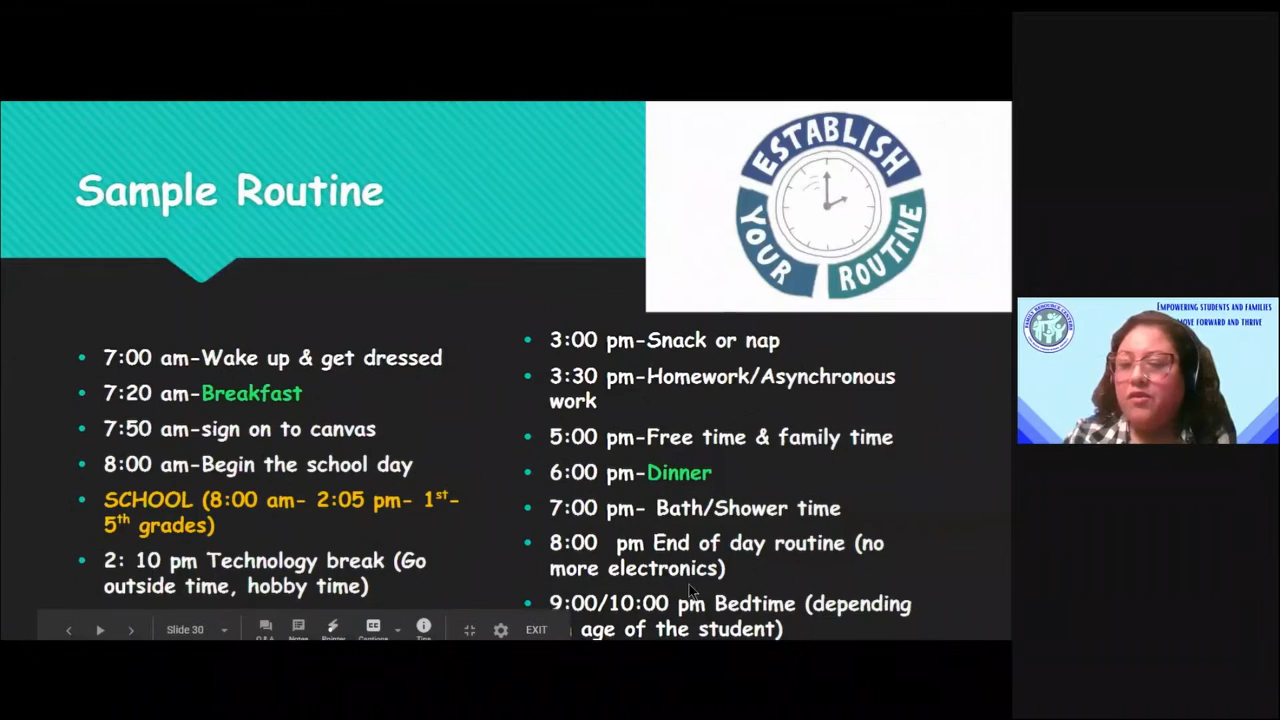 Sample Routine
ESTABLISH
YOUR
ROUTINE
7:00 am-Wake up & get dressed
7:20 am-Breakfast
7:50 am-sign on to canvas
8:00 am-Begin the school day
SCHOOL (8:00 am- 2:05 pm- 1st-
5th grades)
2: 10 pm Technology break (Go
outside time, hobby time)
3:00 pm-Snack or nap
3:30 pm-Homework/Asynchronous
work
5:00 pm-Free time & family time
6:00 pm-Dinner
7:00 pm- Bath/Shower time
8:00 pm End of day routine (no
more electronics)
9:00/10:00 pm Bedtime (depending
age of the student)
Slide 30
Q & A
Notes
Pointer
Captions
Tips
EXIT
Empowering students and families
move forward and thrive